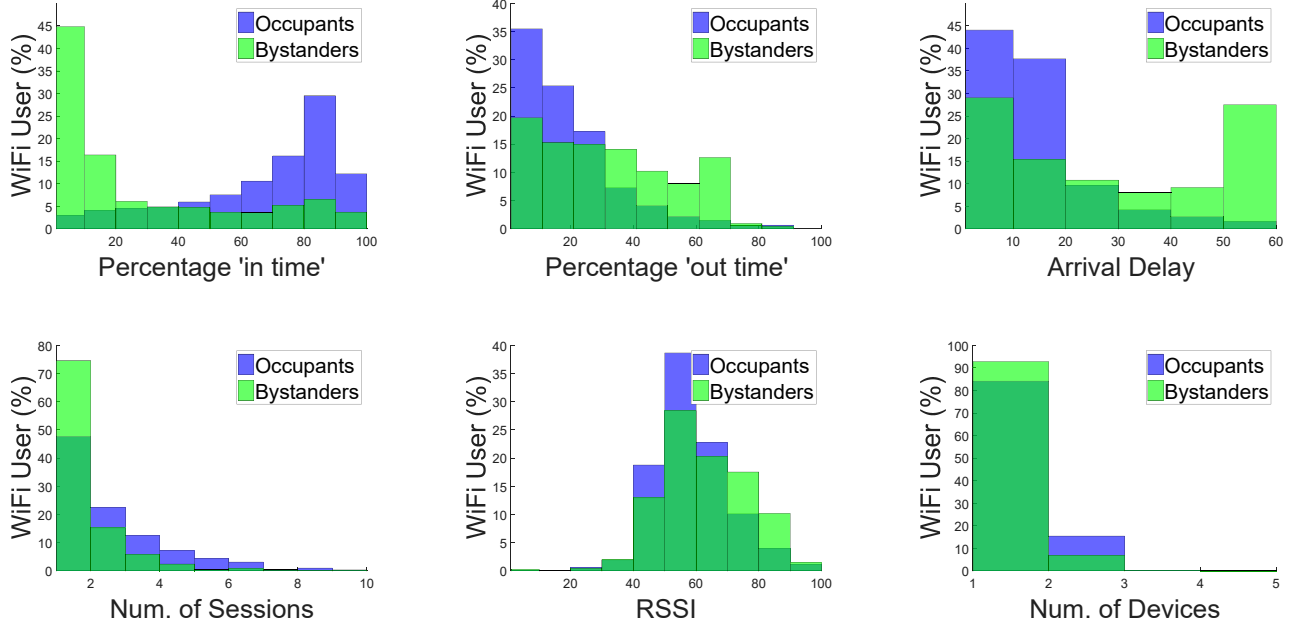 WiFi User (%)
45
40
35
30
25
20
15
10
5
0
20 40 60 80 100
Percentage 'in time'
Occupants
Bystanders
WiFi User (%)
40
35
30
25
20
15
10
5
0
20 40 60 80 100
Percentage 'out time'
Occupants
Bystanders
WiFi User (%)
45
40
35
30
25
20
15
10
5
0
10 20 30 40 50 60
Arrival Delay
Occupants
Bystanders
WiFi User (%)
80
70
60
50
40
30
20
10
0
2 4 6 8 10
Num. of Sessions
Occupants
Bystanders
WiFi User (%)
40
35
30
25
20
15
10
5
0
20 40 60 80 100
RSSI
Occupants
Bystanders
WiFi User (%)
100
90
80
70
60
50
40
30
20
10
0
1 2 3 4 5
Num. of Devices
Occupants
Bystanders